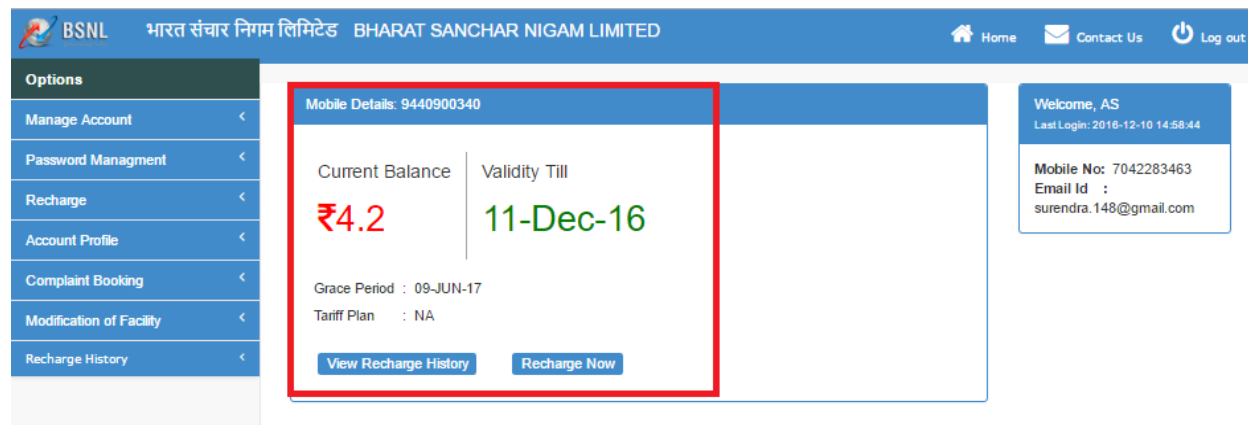 BSNL भारत संचार निगम लिमिटेड BHARAT SANCHAR NIGAM LIMITED Home Contact Us Log out
Options
Manage Account
Password Managment
Recharge
Account Profile
Complaint Booking
Modification of Facility
Recharge History
Mobile Details: 9440900340
Current Balance Validity Till
₹4.2 11-Dec-16
Grace Period : 09-JUN-17
Tariff Plan : NA
View Recharge History Recharge Now
Welcome, AS
Last Login: 2016-12-10 14:58:44
Mobile No: 7042283463
Email Id :
surendra.148@gmail.com